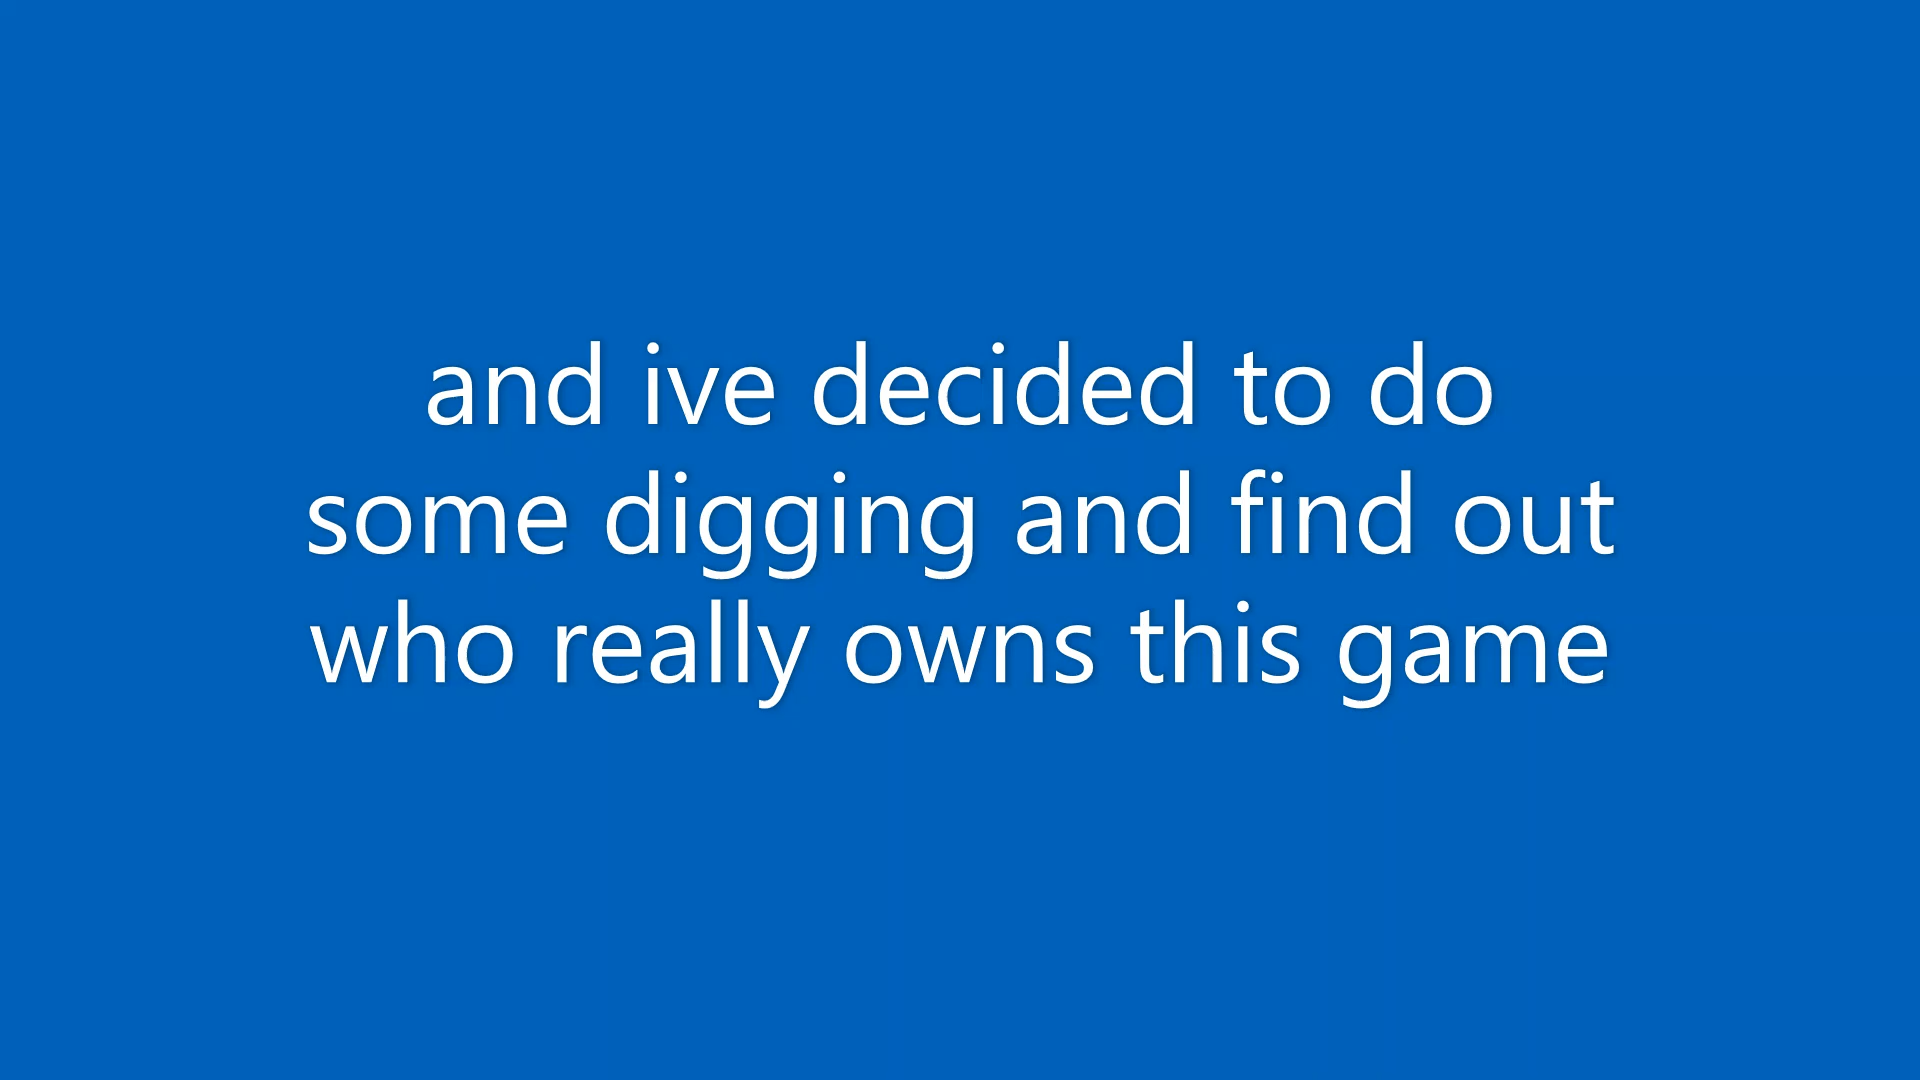 and ive decided to do
some digging and find out
who really owns this game